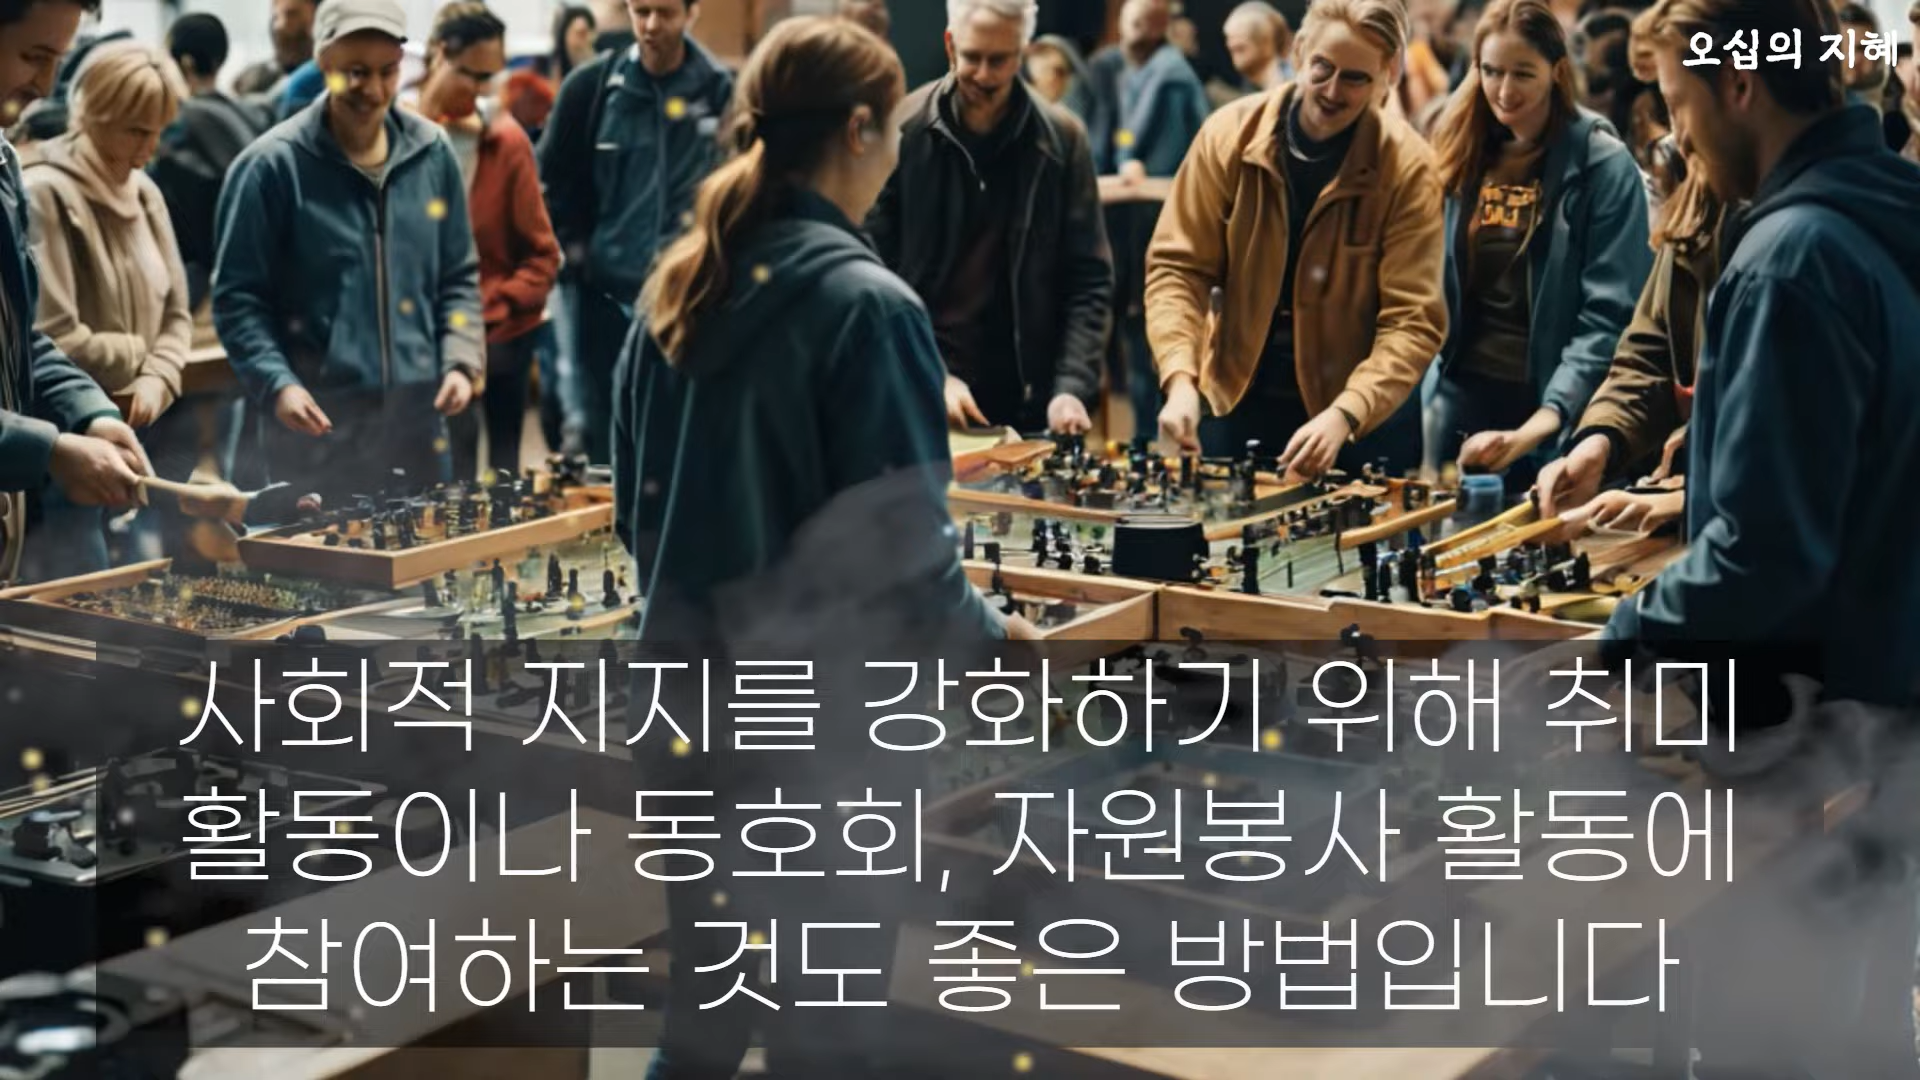 오십의 지혜
사회적 지지를 강화하기 위해 취미
활동이나 동호회, 자원봉사 활동에
참여하는 것도 좋은 방법입니다